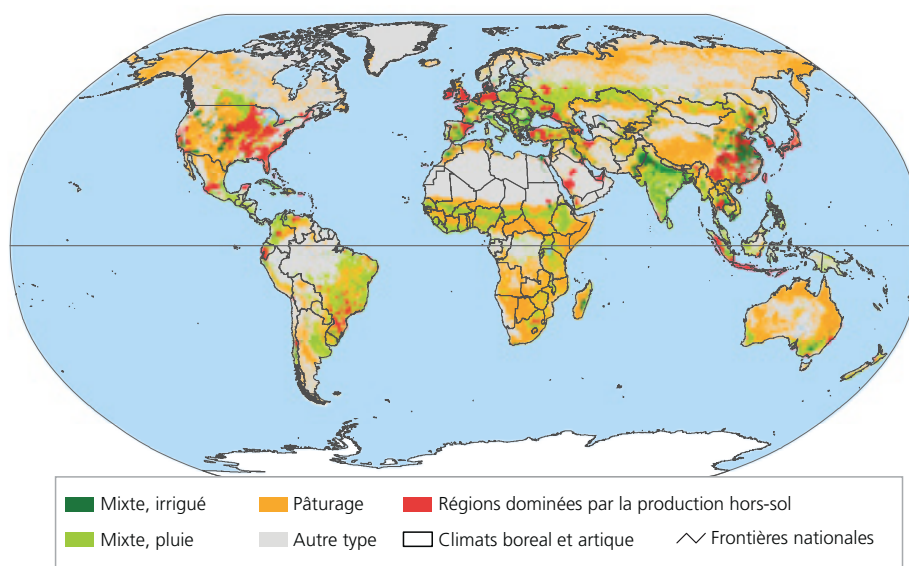 Mixte, irrigué Pâturage Régions dominées par la production hors-sol
Mixte, pluie Autre type Climats boreal et artique Frontières nationales